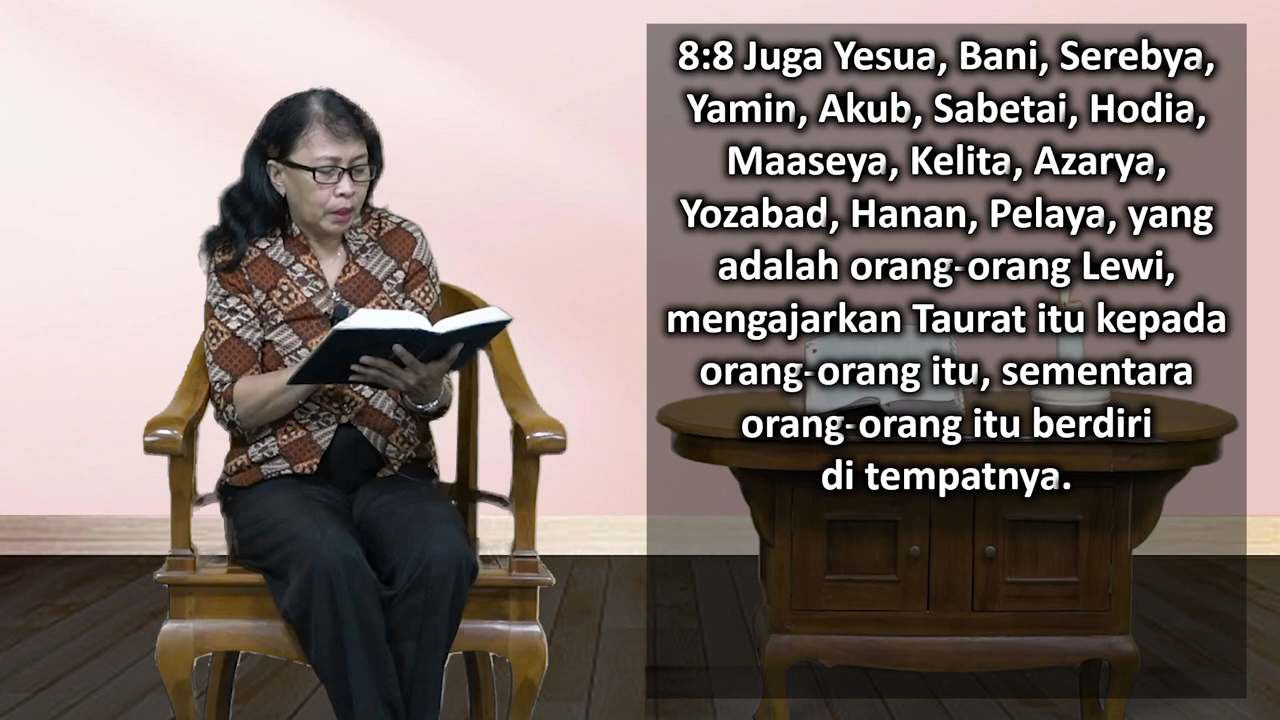 8:8 Juga Yesua, Bani, Serebya,
Yamin, Akub, Sabetai, Hodia,
Maaseya, Kelita, Azarya,
Yozabad, Hanan, Pelaya, yang
adalah orang-orang Lewi,
mengajarkan Taurat itu kepada
orang-orang itu, sementara
orang-orang itu berdiri
di tempatnya.